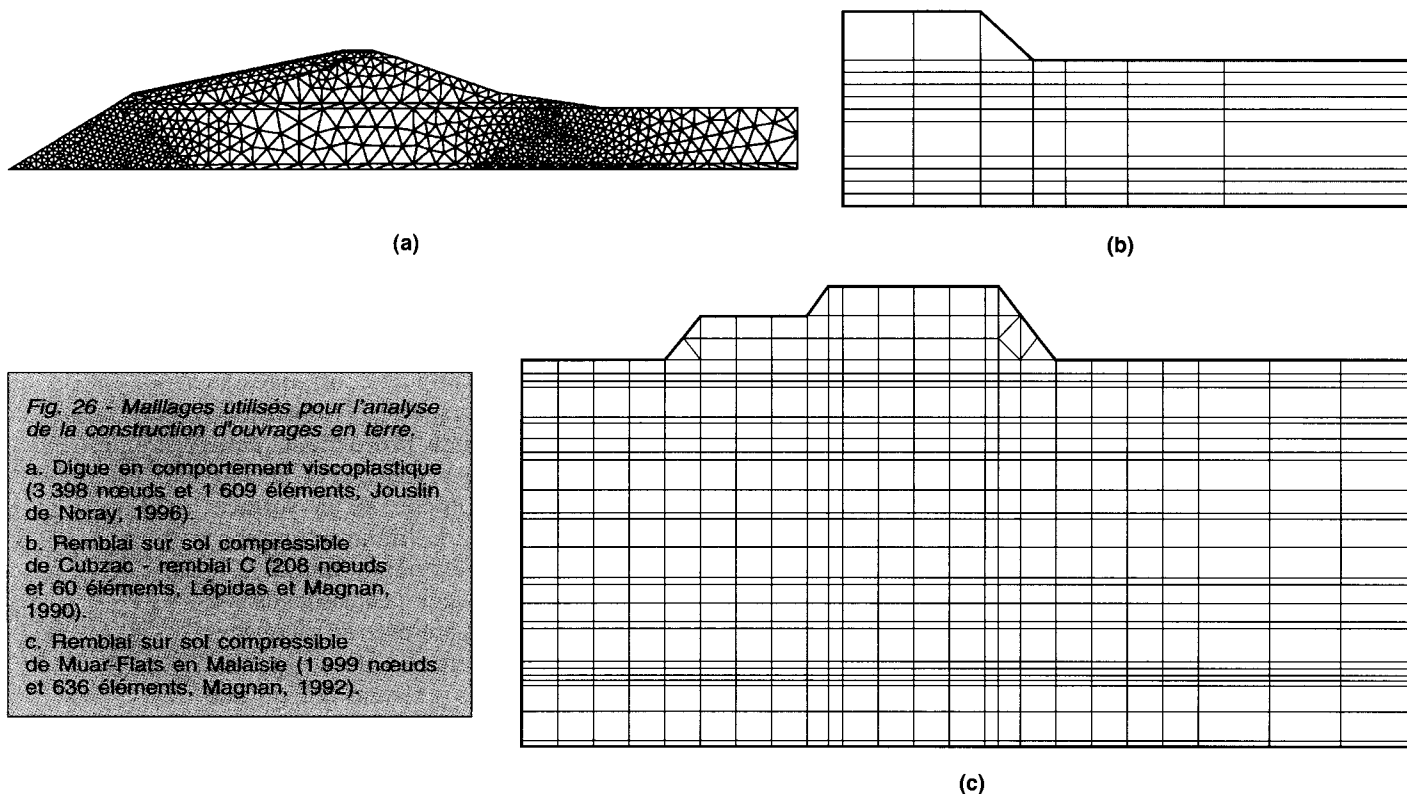 (a)
(b)
Fig. 26 - Maillages utilisés pour l'analyse
de la construction d'ouvrages en terre.
a. Digue en comportement viscoplastique
(3 398 nœuds et 1 609 éléments, Jouslin
de Noray, 1996).
b. Remblai sur sol compressible
de Cubzac - remblai C (208 nœuds
et 60 éléments, Lépidas et Magnan,
1990).
c. Remblai sur sol compressible
de Muar-Flats en Malaisie (1 999 nœuds
et 636 éléments, Magnan, 1992).
(c)